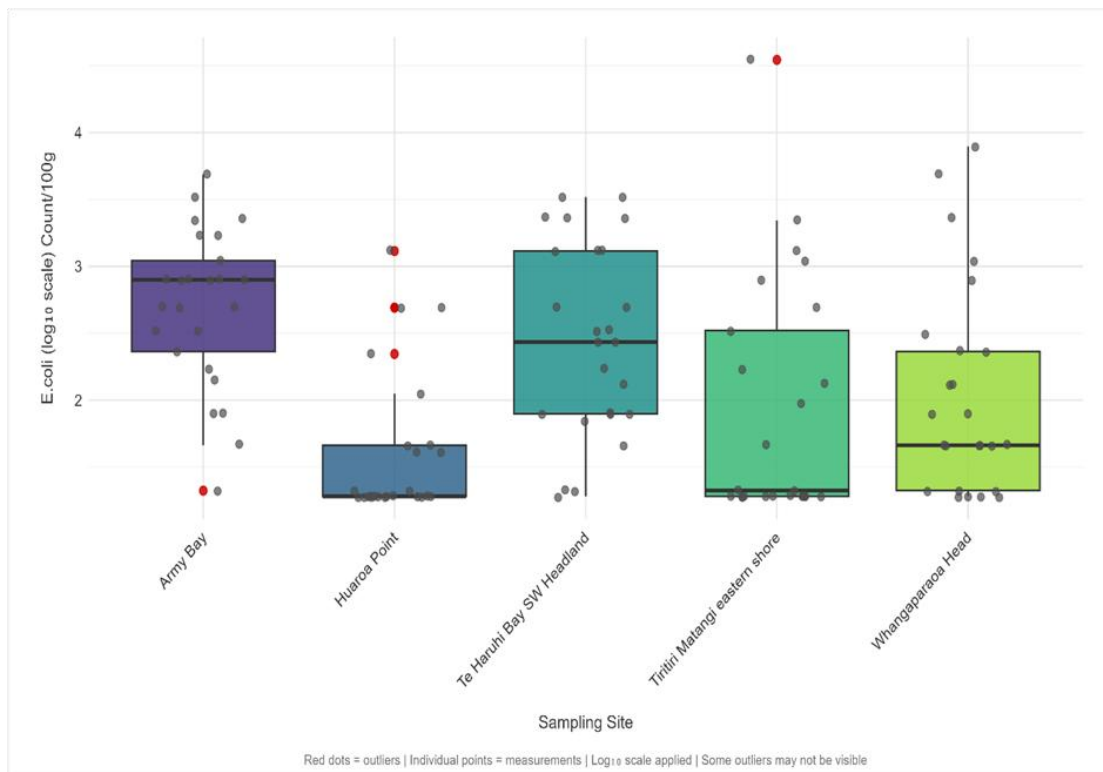 E.coli (log₁₀ scale) Count/100g
4
3
2
Army Bay
Huaroa Point
Te Haruhi Bay SW Headland
Tiritiri Matangi eastern shore
Whangaparaoa Head
Sampling Site
Red dots = outliers | Individual points = measurements | Log₁₀ scale applied | Some outliers may not be visible